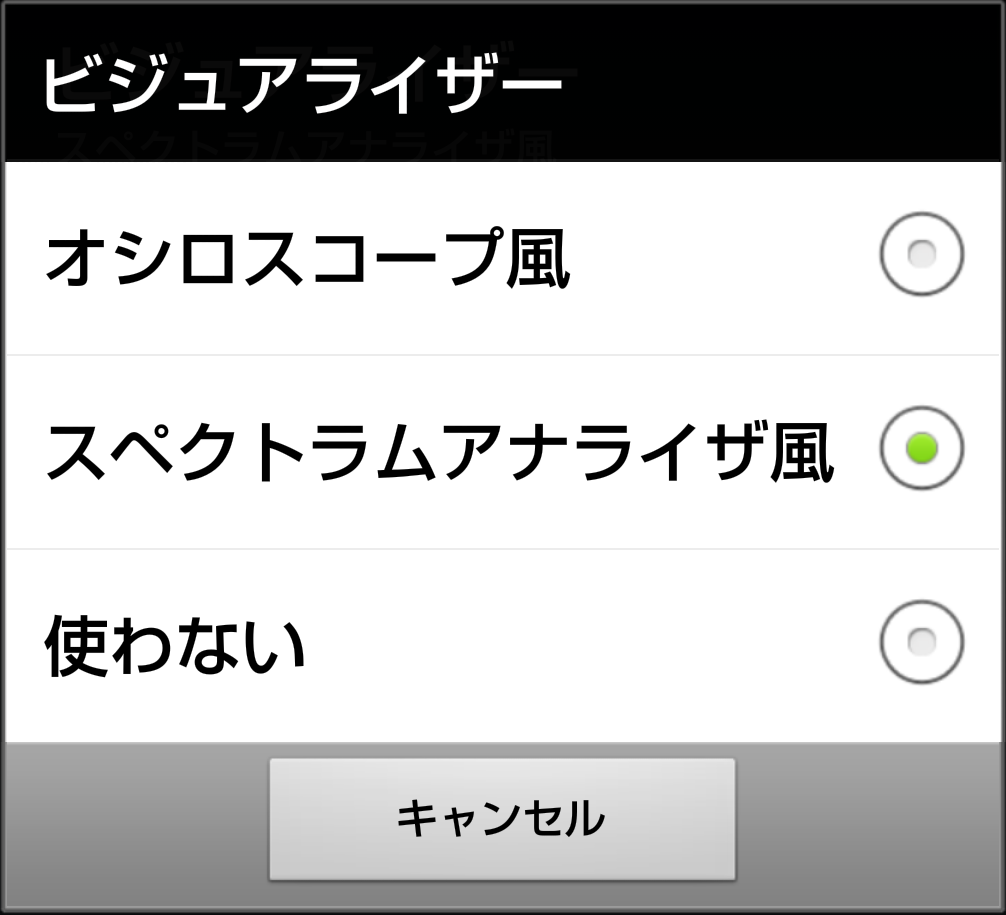 ビジュアライザー
オシロスコープ風
スペクトラムアナライザ風
使わない
キャンセル